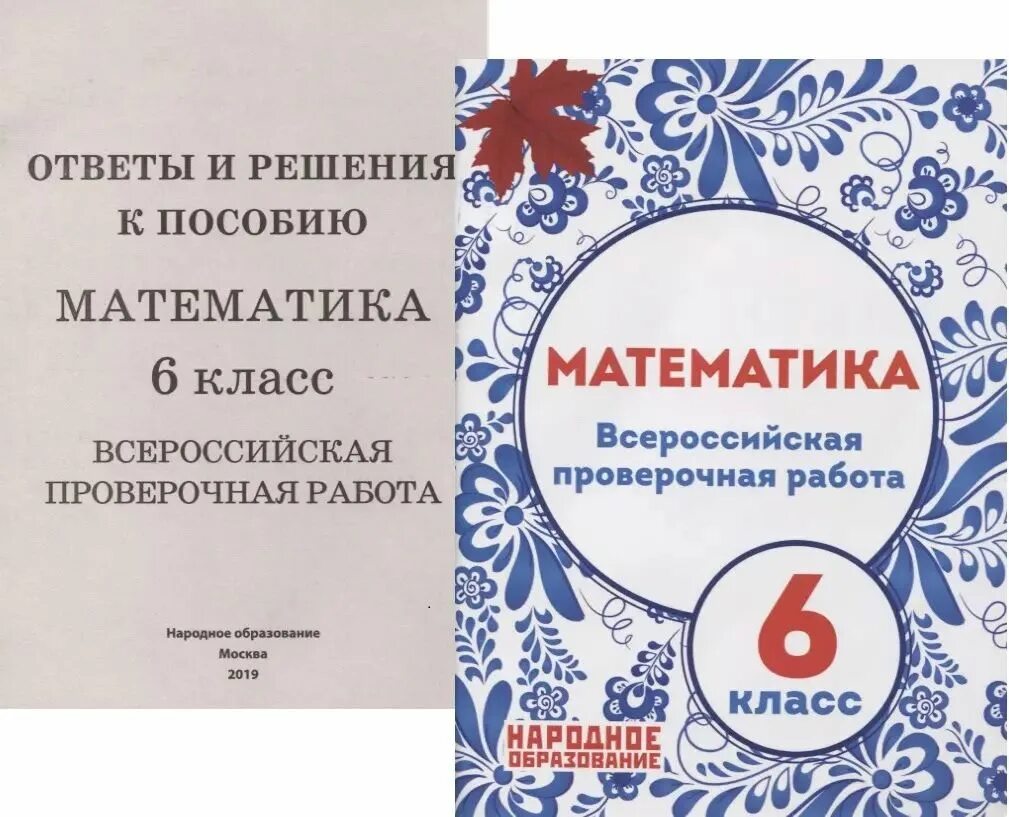 ОТВЕТЫ И РЕШЕНИЯ
К ПОСОБИЮ
МАТЕМАТИКА
6 класс
ВСЕРОССИЙСКАЯ
ПРОВЕРОЧНАЯ РАБОТА
Народное образование
Москва
2019
МАТЕМАТИКА
Всероссийская
проверочная работа
6
класс
НАРОДНОЕ
ОБРАЗОВАНИЕ